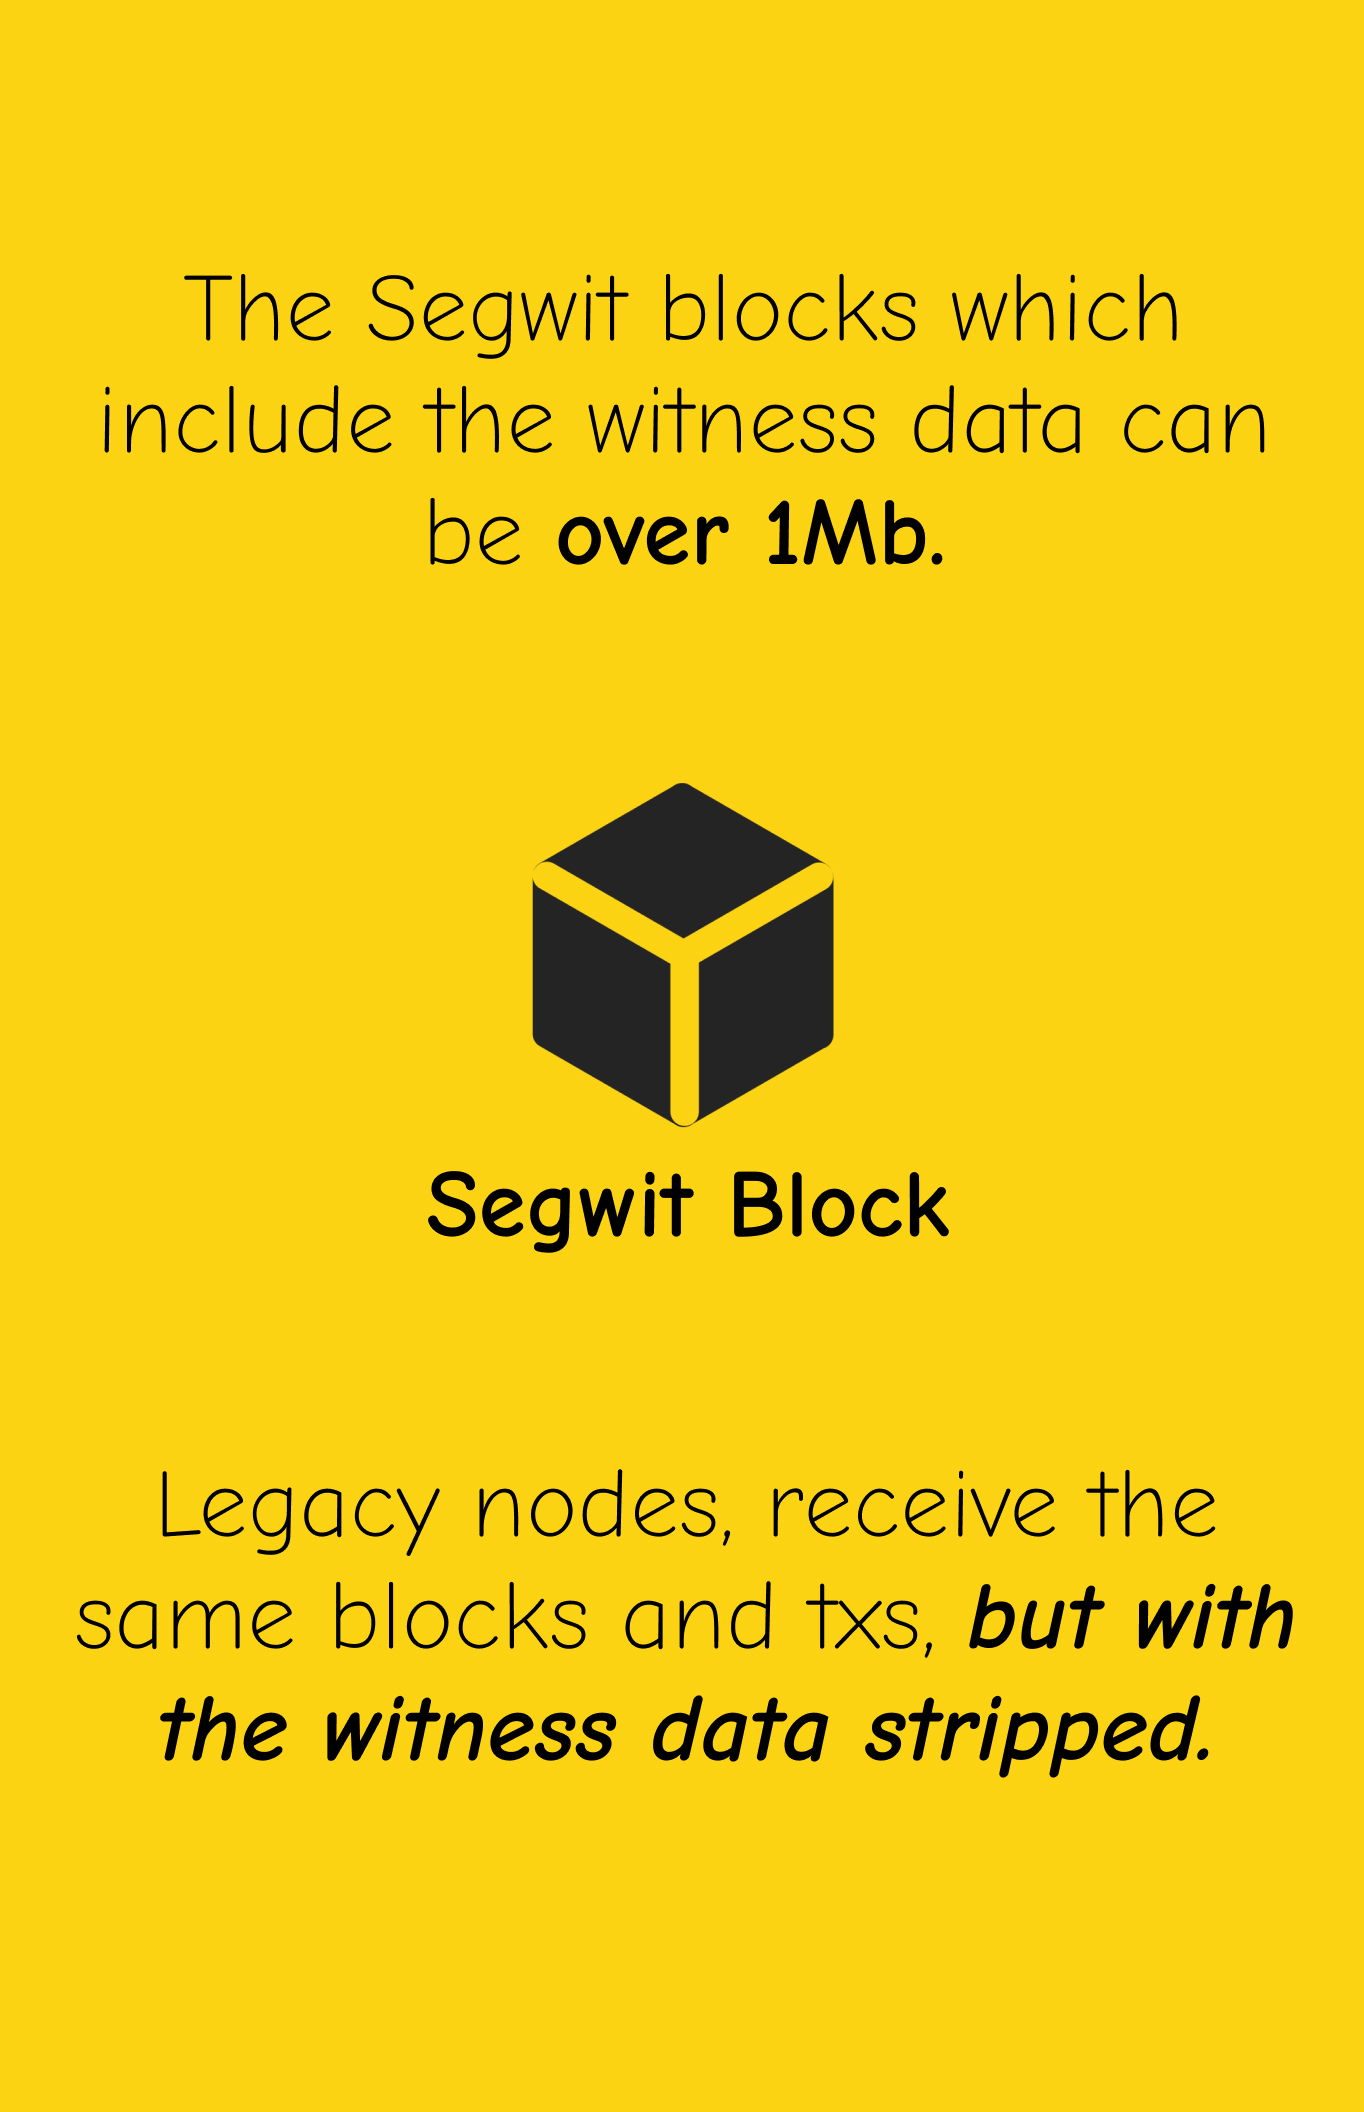 The Segwit blocks which
include the witness data can
be over 1Mb.
Segwit Block
Legacy nodes, receive the
same blocks and txs, but with
the witness data stripped.